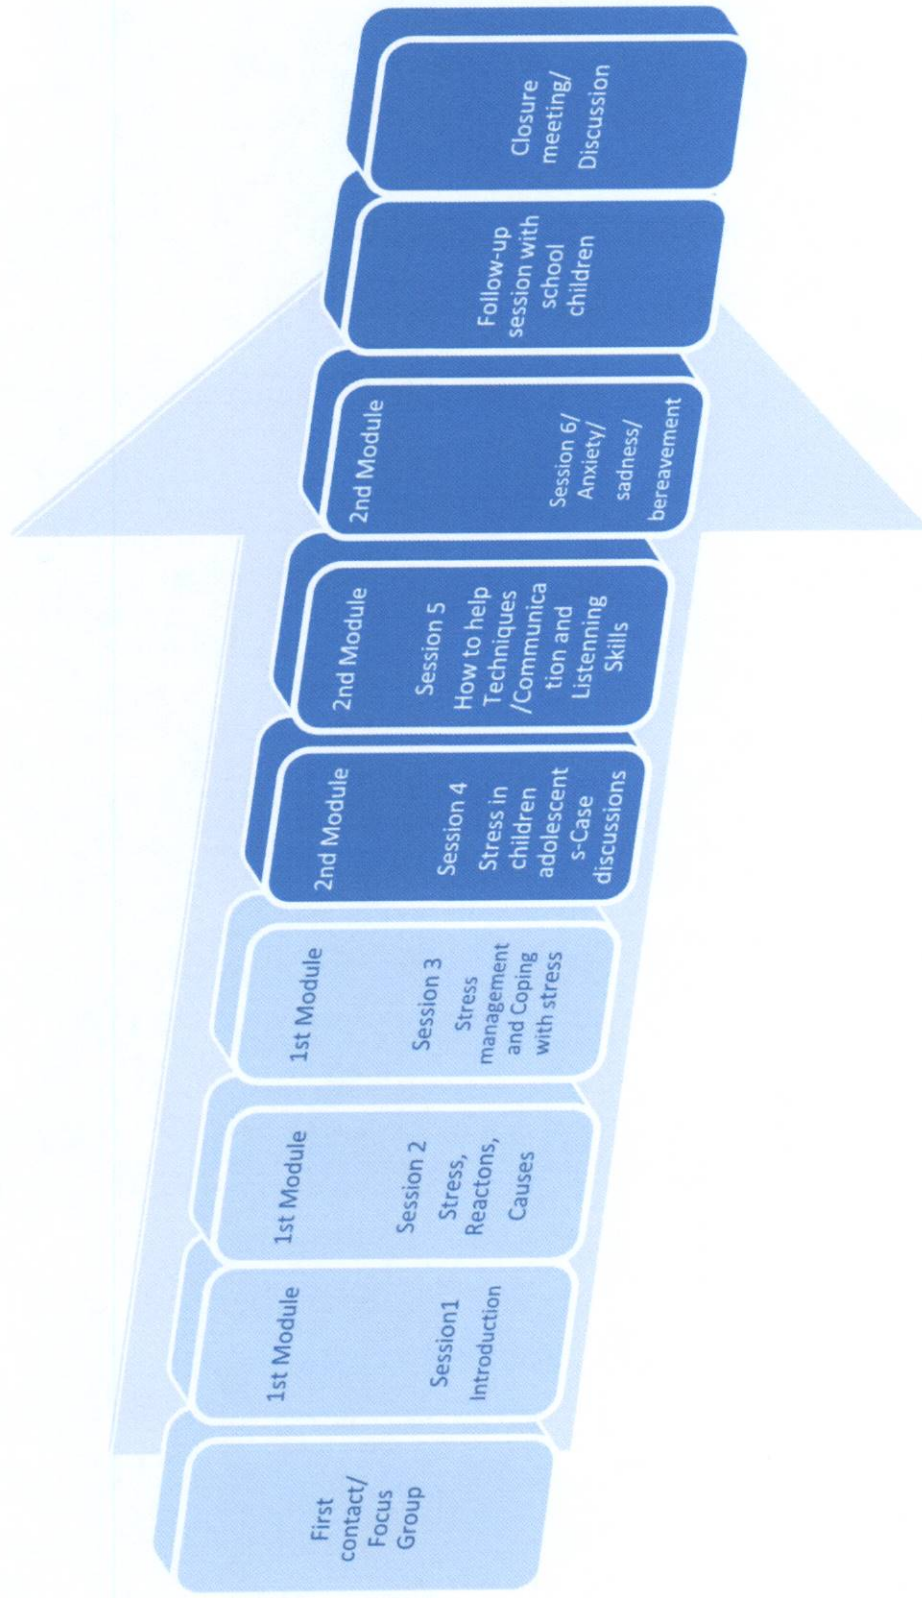 First
contact/
Focus
Group
1st Module
Session1
Introduction
1st Module
Session 2
Stress,
Reactons,
Causes
1st Module
Session 3
Stress
management
and Coping
with stress
2nd Module
Session 4
Stress in
children
adolescent
s-Case
discussions
2nd Module
Session 5
How to help
Techniques
/Communica
tion and
Listenning
Skills
2nd Module
Session 6/
Anxiety/
sadness/
bereavement
Follow-up
session with
school
children
Closure
meeting/
Discussion